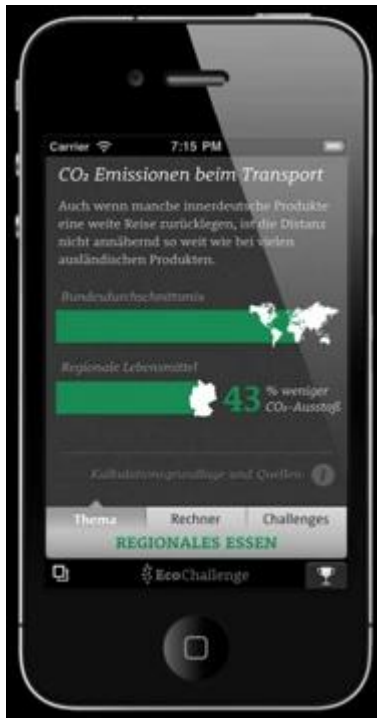 Carrier 7:15 PM
CO₂ Emissionen beim Transport
Auch wenn manche innerdeutsche Produkte
eine weite Reise zurücklegen, ist die Distanz
nicht annähernd so weit wie bei vielen
ausländischen Produkten.
Bundesdurchschnittsmix
Regionale Lebensmittel
43 % weniger
CO₂-Ausstoß
Kalkulationsgrundlage und Quellen i
Thema Rechner Challenges
REGIONALES ESSEN
EcoChallenge